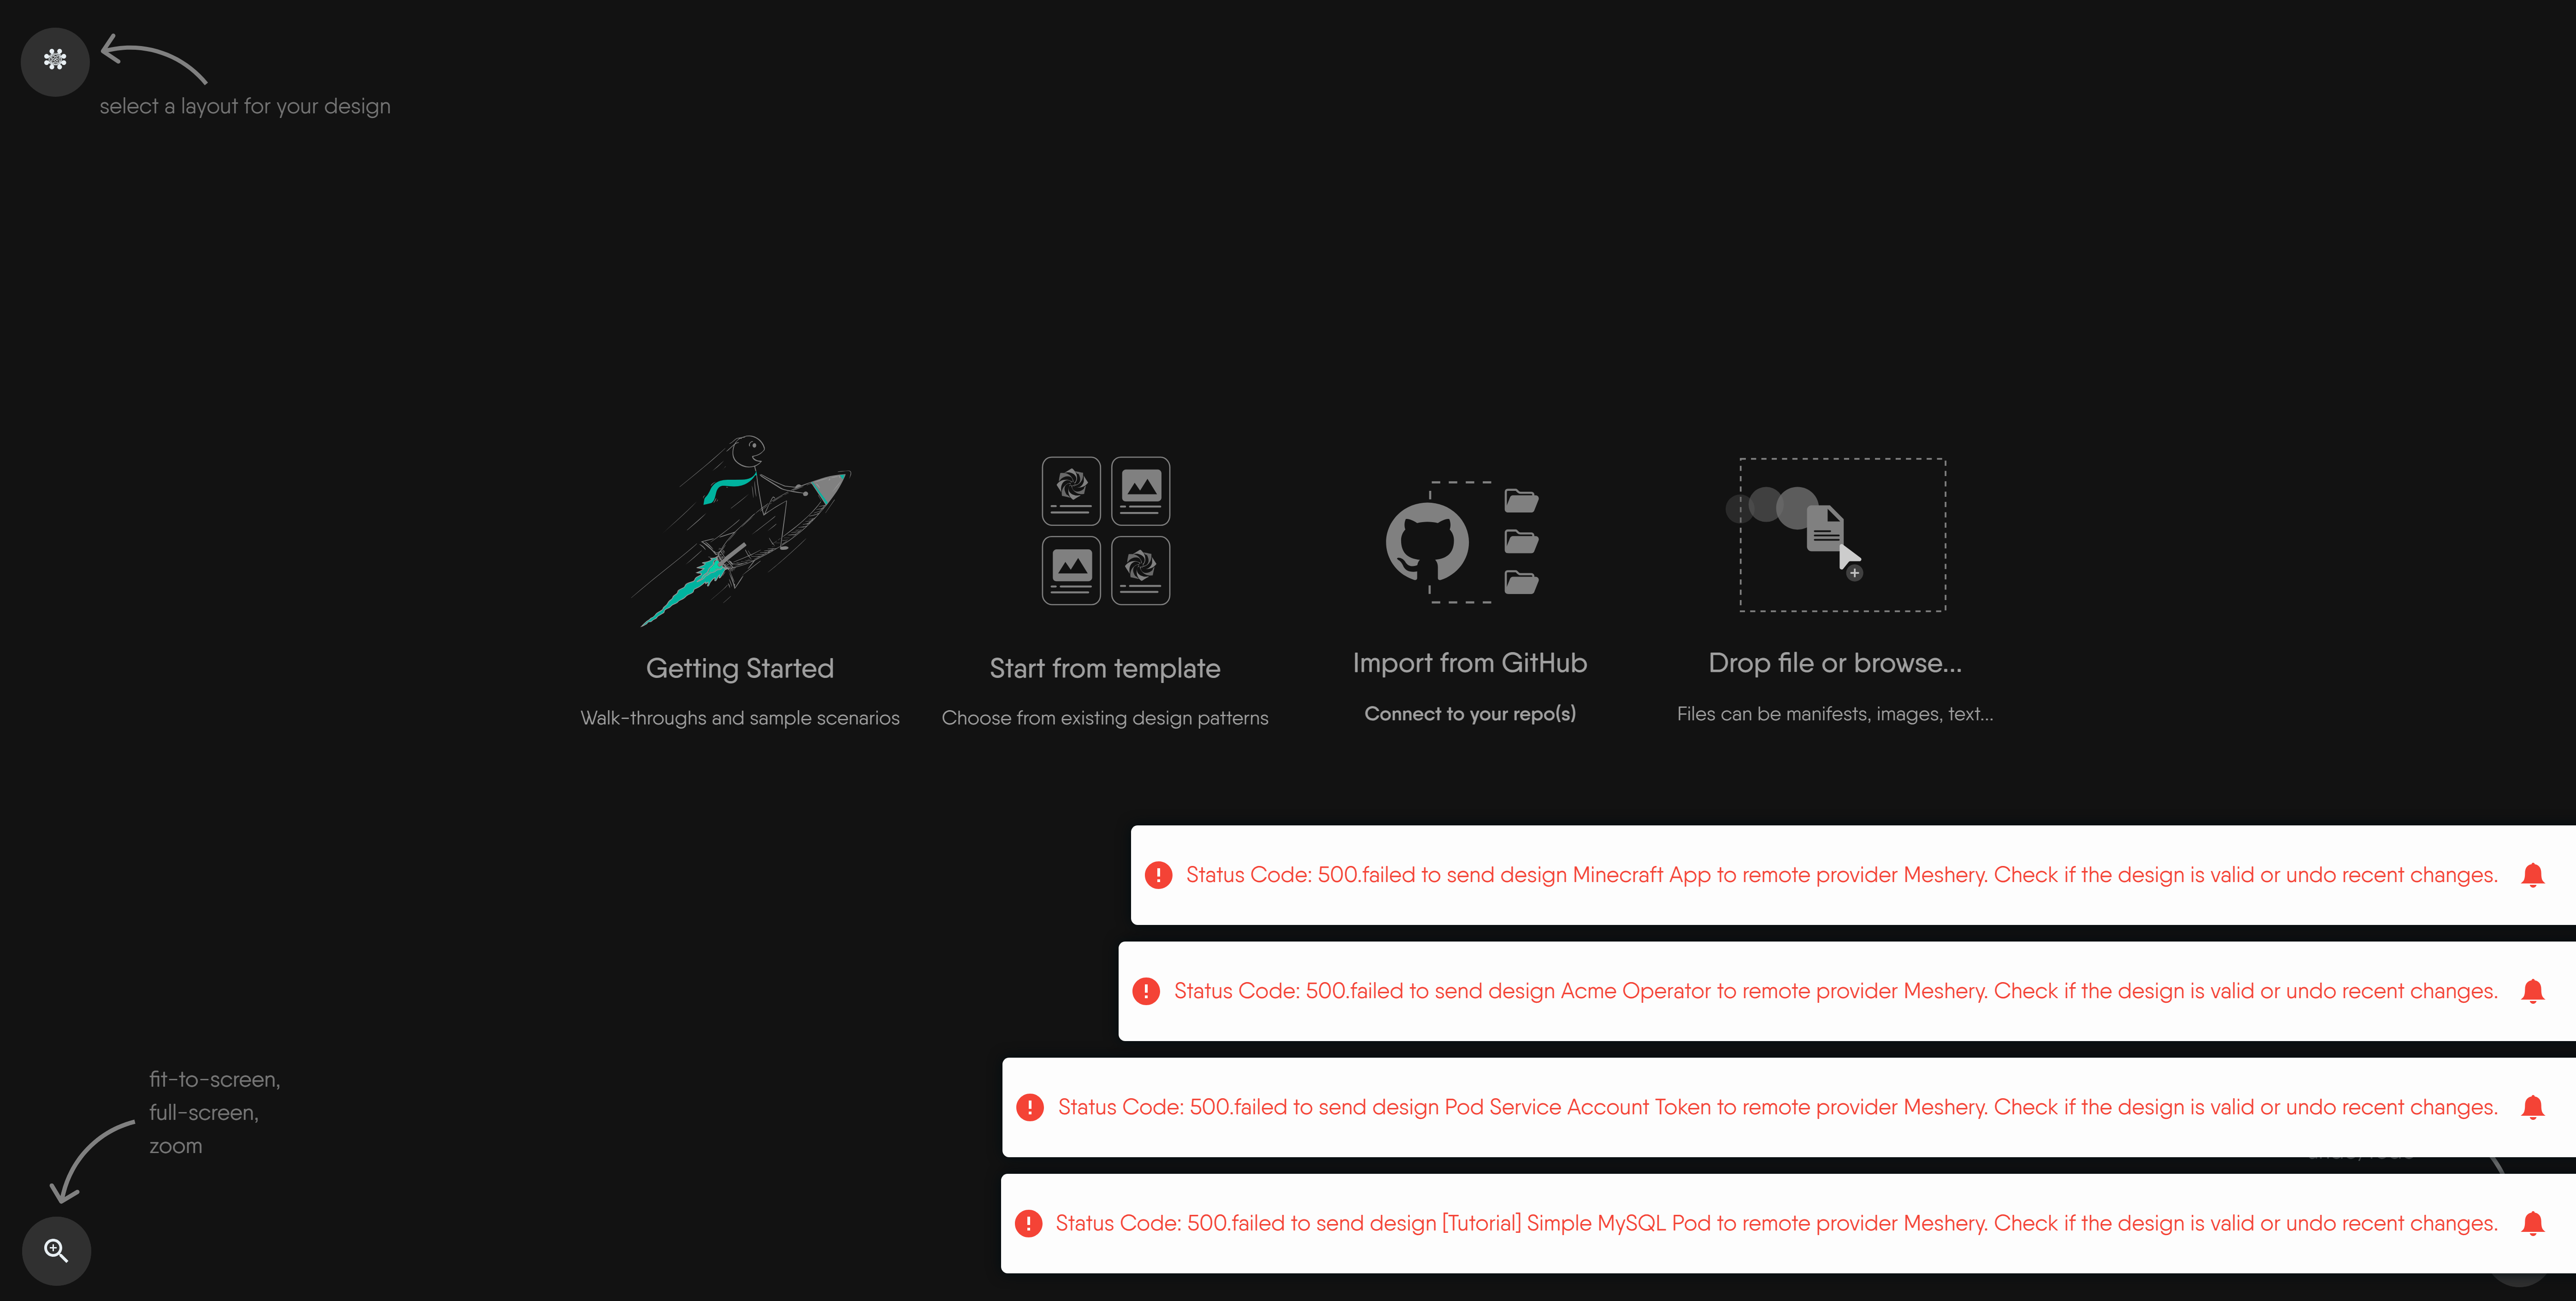 select a layout for your design
Getting Started
Walk-throughs and sample scenarios
Start from template
Choose from existing design patterns
Import from GitHub
Connect to your repo(s)
Drop file or browse...
Files can be manifests, images, text...
Status Code: 500.failed to send design Minecraft App to remote provider Meshery. Check if the design is valid or undo recent changes.
Status Code: 500.failed to send design Acme Operator to remote provider Meshery. Check if the design is valid or undo recent changes.
fit-to-screen,
full-screen,
zoom
Status Code: 500.failed to send design Pod Service Account Token to remote provider Meshery. Check if the design is valid or undo recent changes.
Status Code: 500.failed to send design [Tutorial] Simple MySQL Pod to remote provider Meshery. Check if the design is valid or undo recent changes.